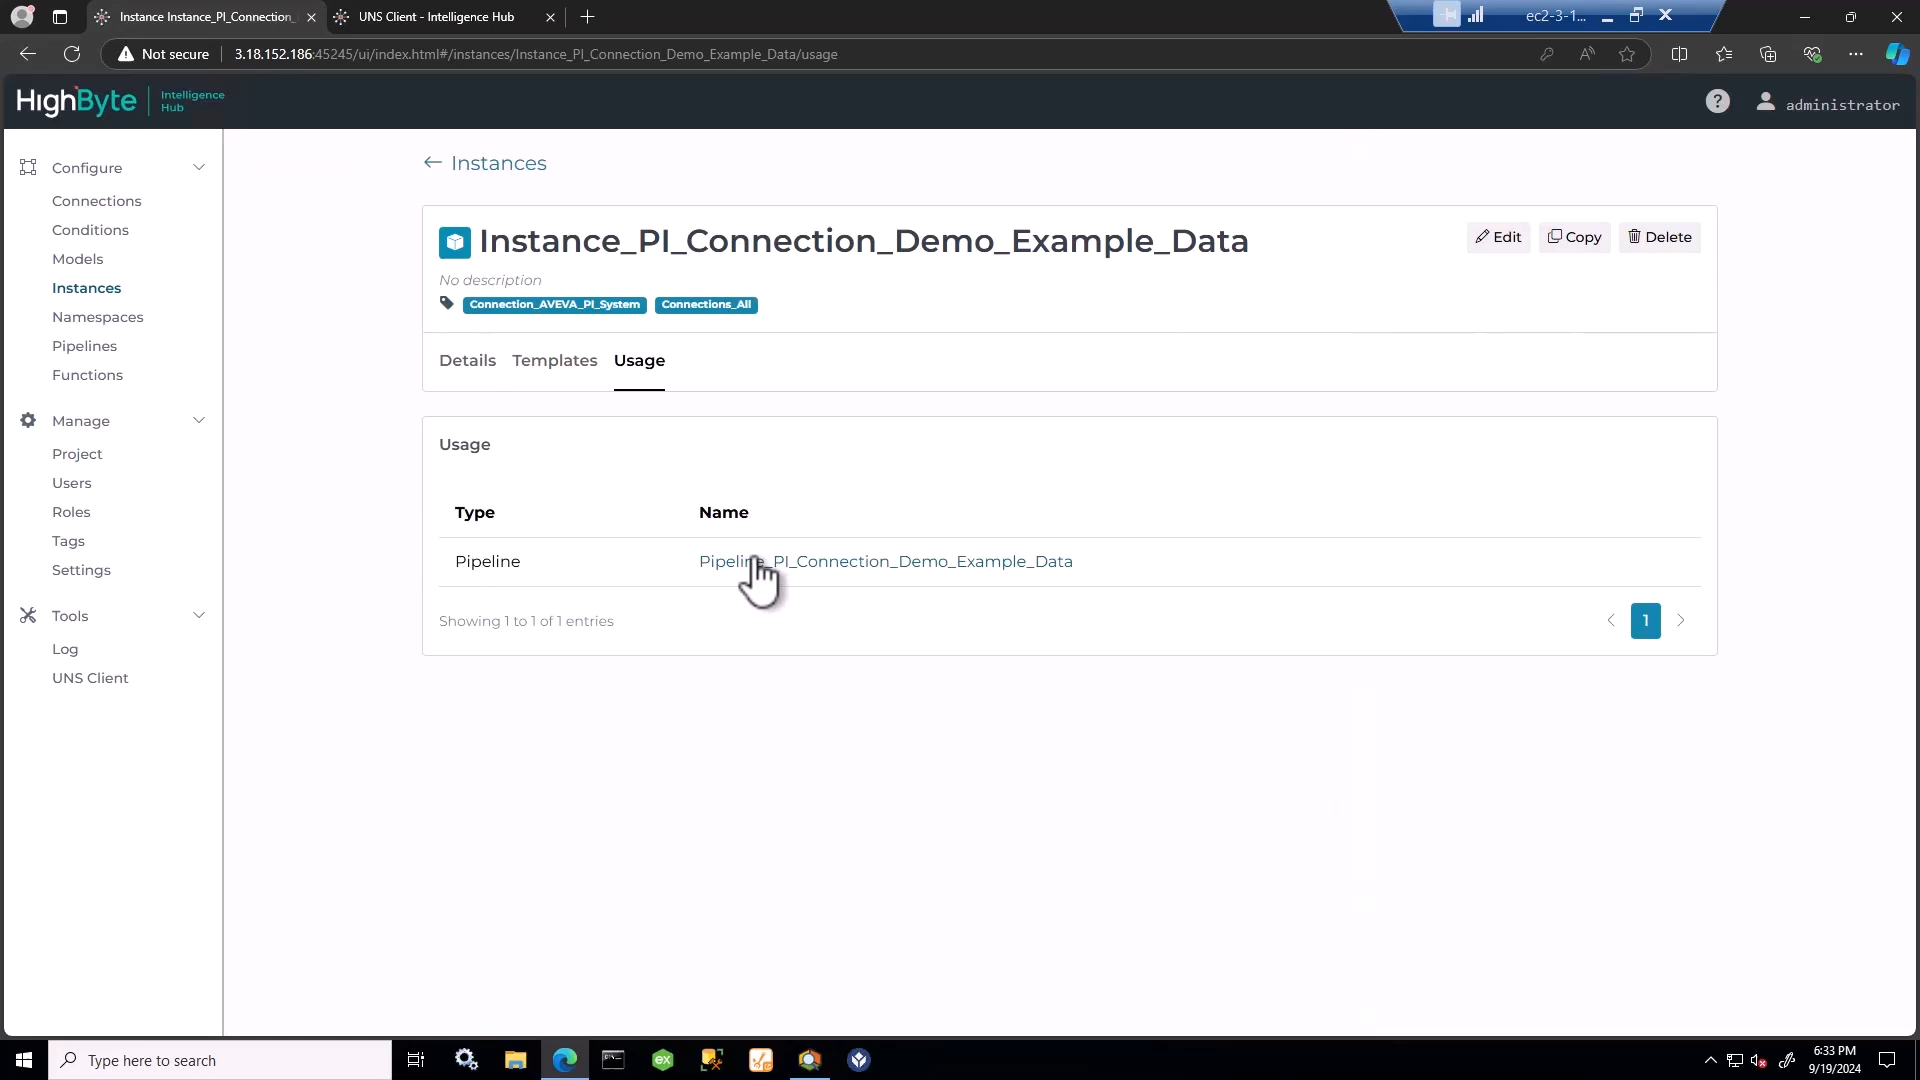 Instance Instance_PI_Connection_
UNS Client - Intelligence Hub
ec2-3-1...
Not secure
3.18.152.186:45245/ui/index.html#/instances/Instance_PI_Connection_Demo_Example_Data/usage
HighByte
Intelligence
Hub
administrator
Configure
Connections
Conditions
Models
Instances
Namespaces
Pipelines
Functions
Manage
Project
Users
Roles
Tags
Settings
Tools
Log
UNS Client
← Instances
Instance_PI_Connection_Demo_Example_Data
Edit
Copy
Delete
No description
Connection_AVEVA_PI_System
Connections_All
Details
Templates
Usage
Usage
Type
Name
Pipeline
Pipeline_PI_Connection_Demo_Example_Data
Showing 1 to 1 of 1 entries
1
Type here to search
ex
6:33 PM
9/19/2024